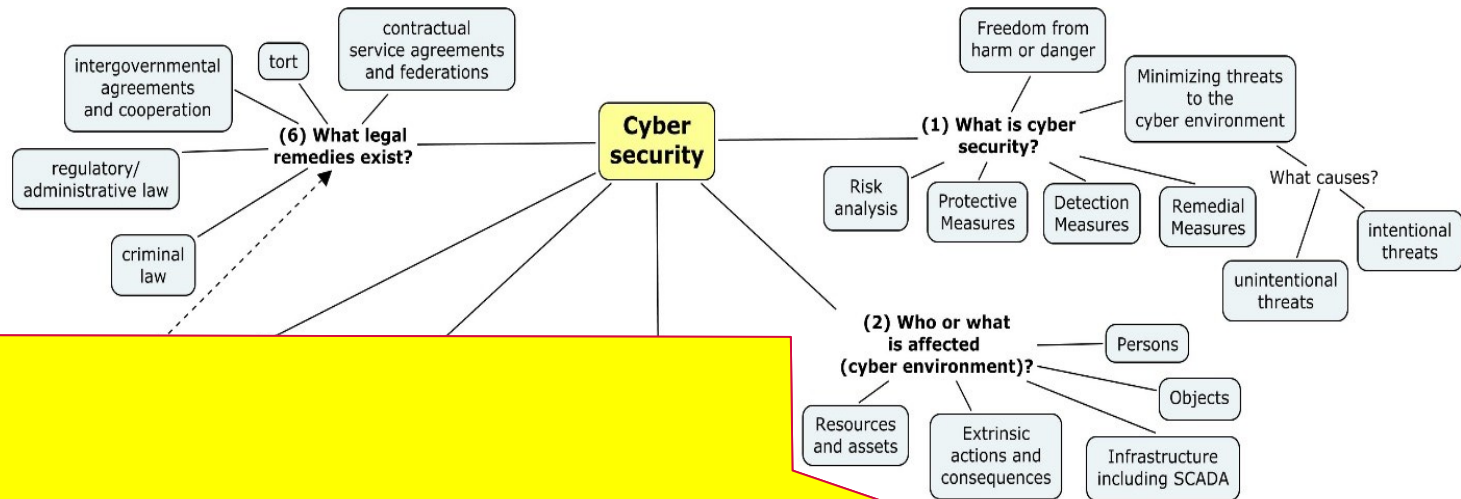 contractual
service agreements
and federations
tort
intergovernmental
agreements
and cooperation
(6) What legal
remedies exist?
regulatory/
administrative law
criminal
law
Cyber
security
Freedom from
harm or danger
Minimizing threats
to the
cyber environment
(1) What is cyber
security?
Risk
analysis
Protective
Measures
Detection
Measures
Remedial
Measures
What causes?
intentional
threats
unintentional
threats
(2) Who or what
is affected
(cyber environment)?
Persons
Objects
Resources
and assets
Extrinsic
actions and
consequences
Infrastructure
including SCADA